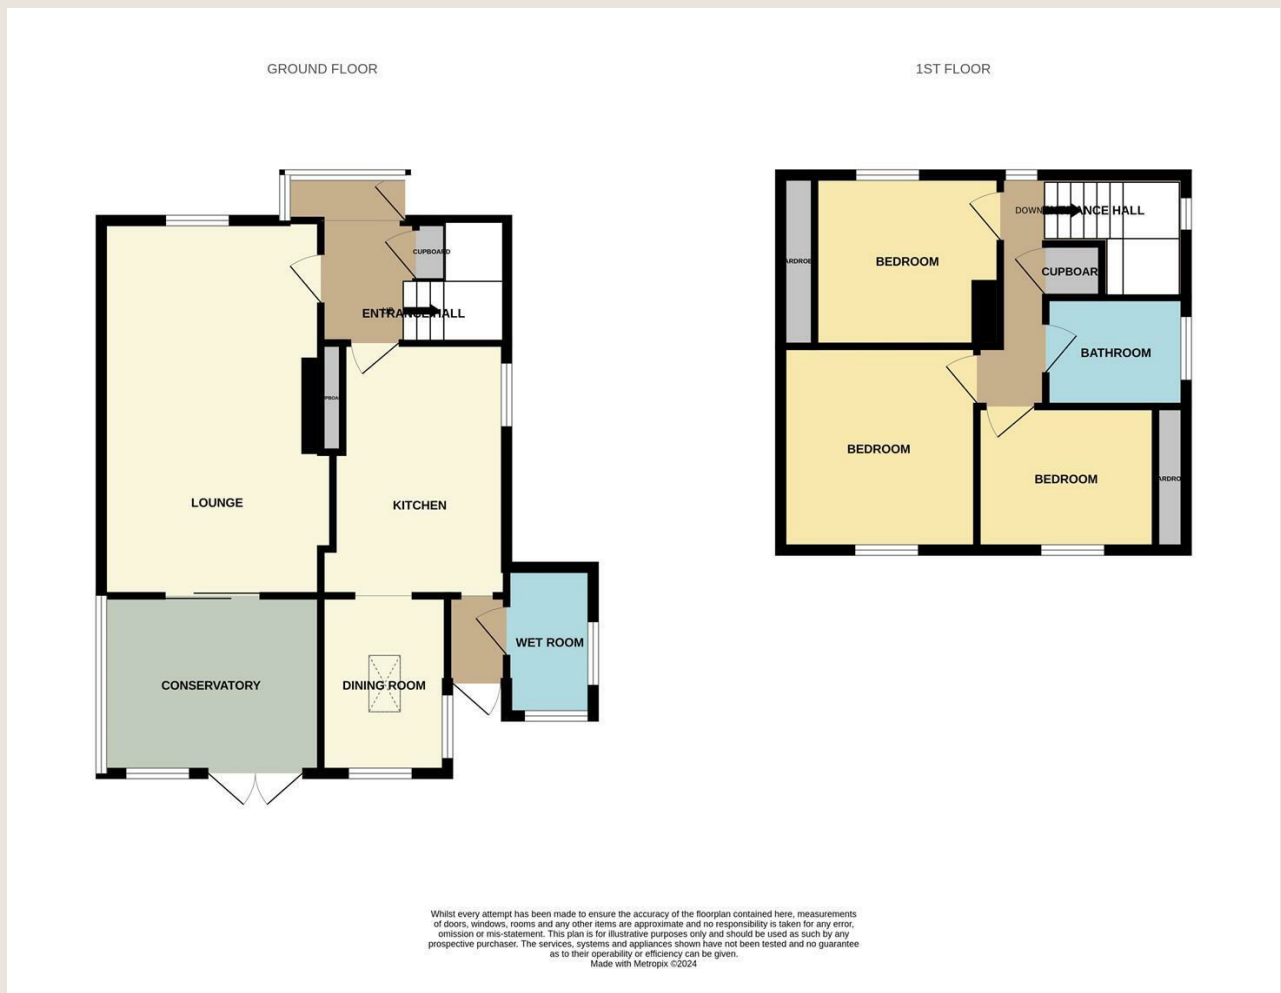 GROUND FLOOR
1ST FLOOR
CUPBOARD
UP
ENTRANCE HALL
LOUNGE
KITCHEN
CONSERVATORY
DINING ROOM
WET ROOM
BEDROOM
DOWN
CUPBOAR
BATHROOM
BEDROOM
BEDROOM
Whilst every attempt has been made to ensure the accuracy of the floorplan contained here, measurements
of doors, windows, rooms and any other items are approximate and no responsibility is taken for any error,
omission or mis-statement. This plan is for illustrative purposes only and should be used as such by any
prospective purchaser. The services, systems and appliances shown have not been tested and no guarantee
as to their operability or efficiency can be given.
Made with Metropix ©2024